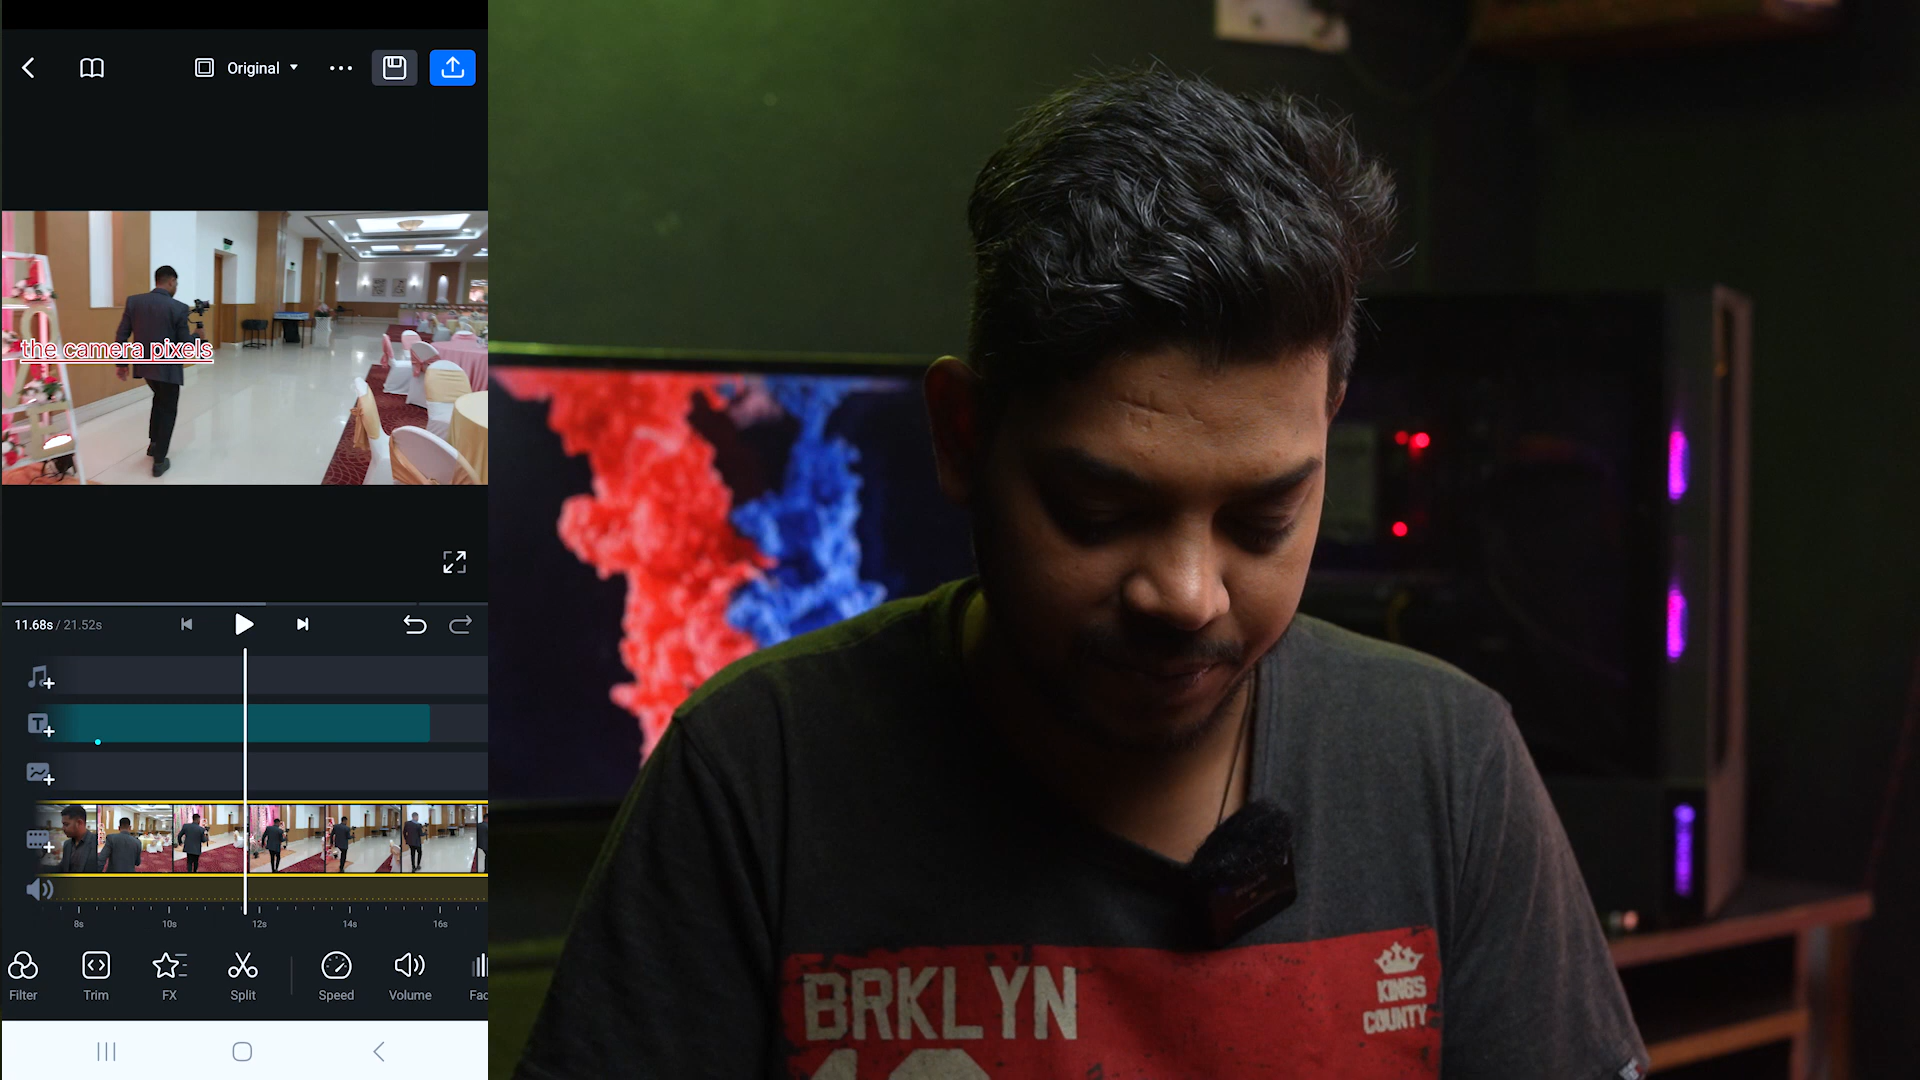 Original
the camera pixels
11.68s / 21.52s
8s 10s 12s 14s 16s
Filter Trim FX Split Speed Volume
BRKLYN
KINGS
COUNTY